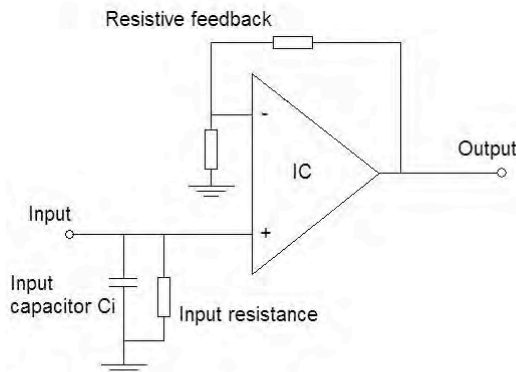 Resistive feedback
-
IC
Output
Input
+
Input
capacitor Ci
Input resistance